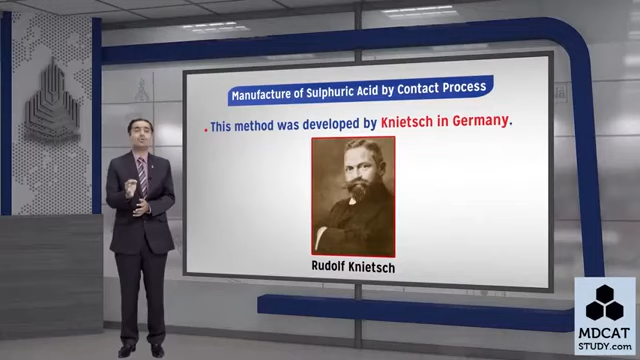 Manufacture of Sulphuric Acid by Contact Process
• This method was developed by Knietsch in Germany.
Rudolf Knietsch
MDCAT
STUDY.com